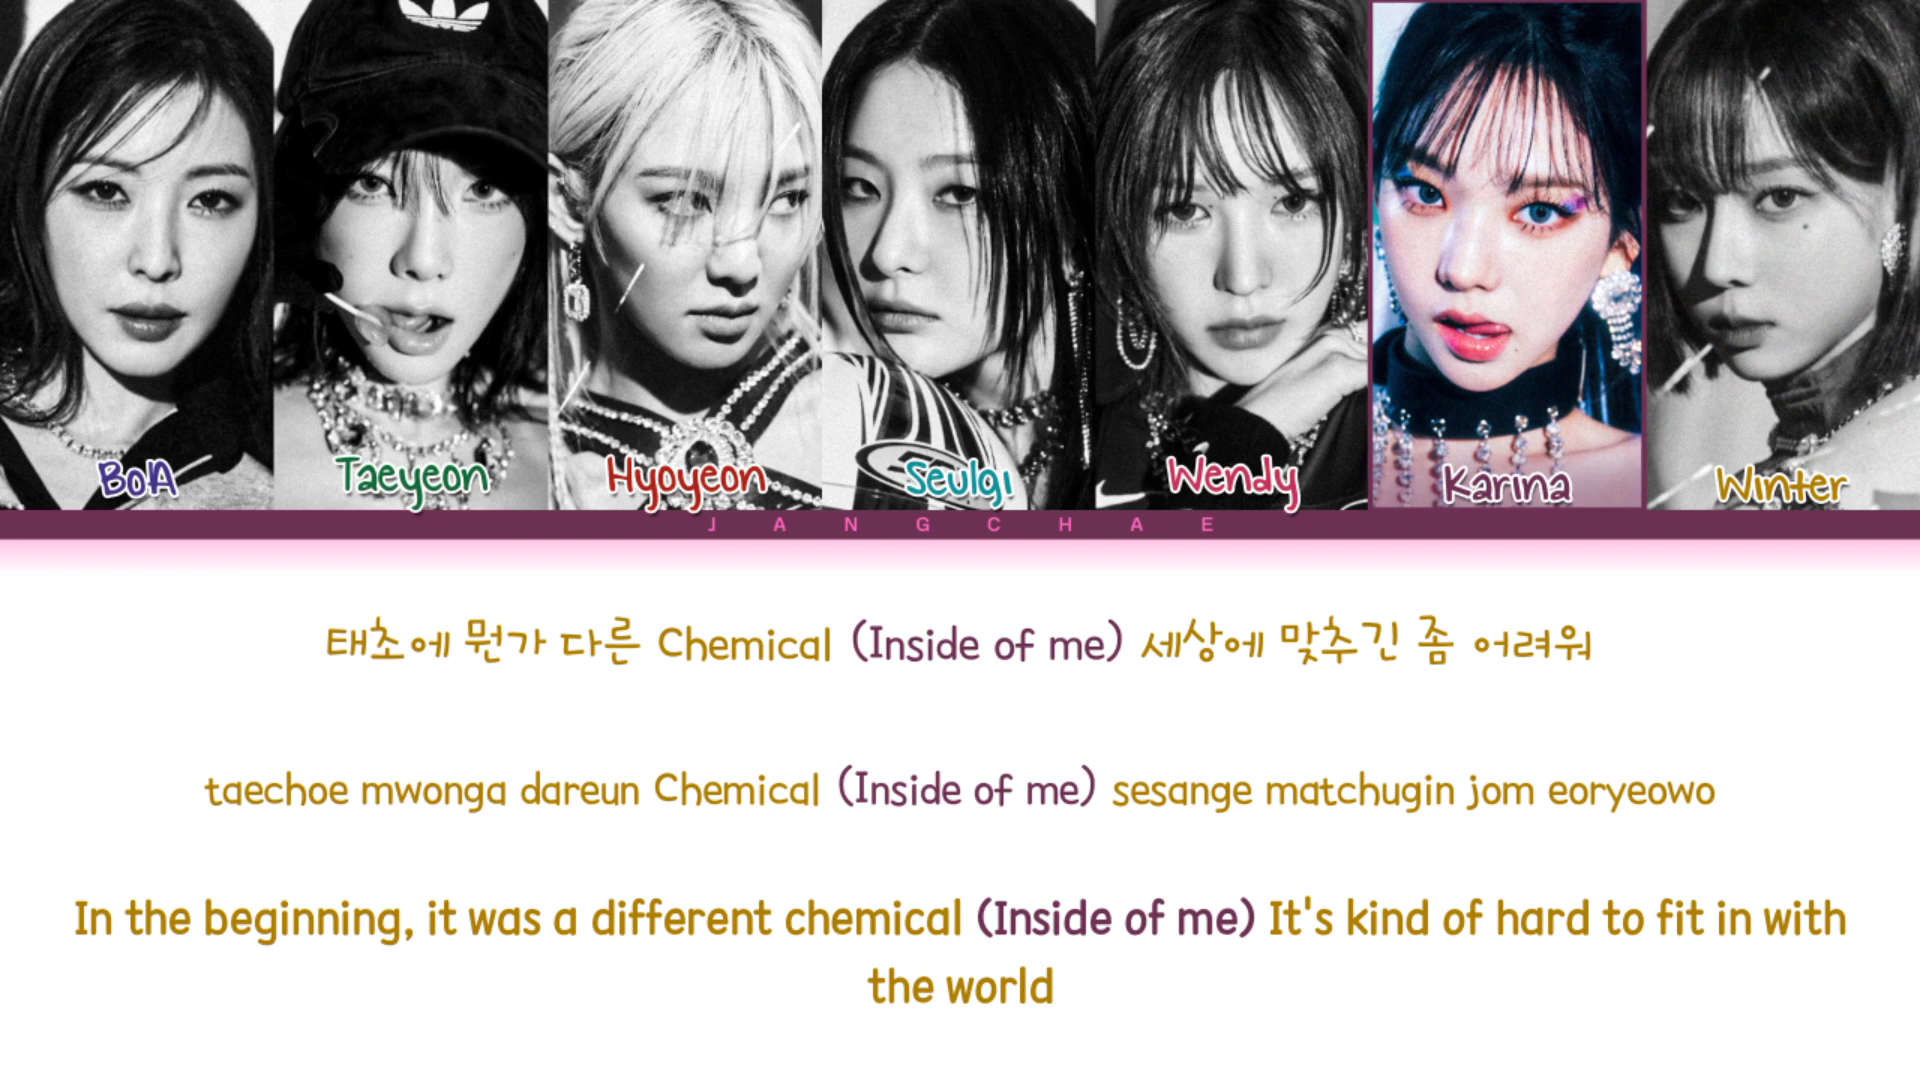 BoA Taeyeon Hyoyeon Seulgi Wendy Karina Winter
JANGCHAE
태초에 뭔가 다른 Chemical (Inside of me) 세상에 맞추긴 좀 어려워
taechoe mwonga dareun Chemical (Inside of me) sesange matchugin jom eoryeowo
In the beginning, it was a different chemical (Inside of me) It's kind of hard to fit in with
the world